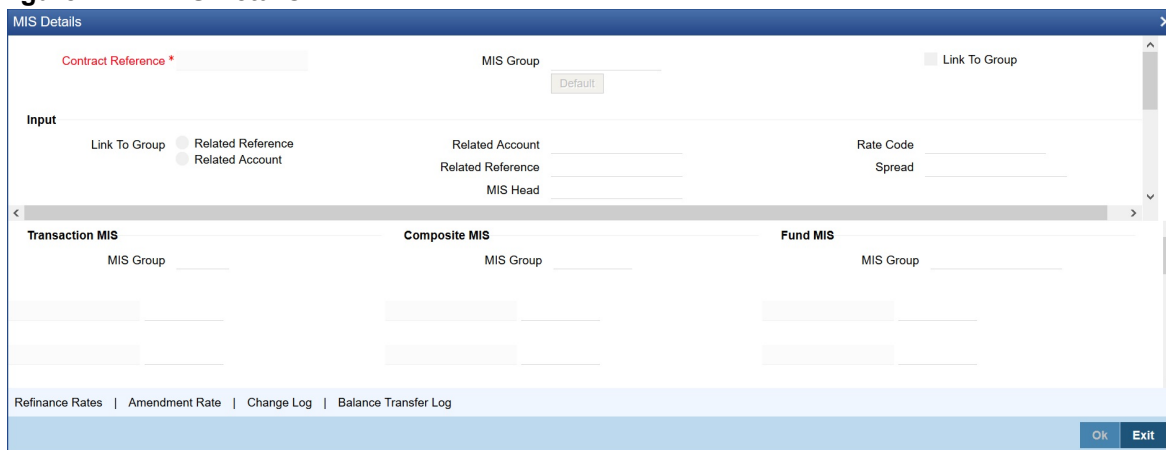 MIS Details
Contract Reference * MIS Group Link To Group
Default
Input
Link To Group Related Reference Related Account Rate Code
Related Account Related Reference Spread
MIS Head
Transaction MIS Composite MIS Fund MIS
MIS Group MIS Group MIS Group
Refinance Rates | Amendment Rate | Change Log | Balance Transfer Log
Ok Exit